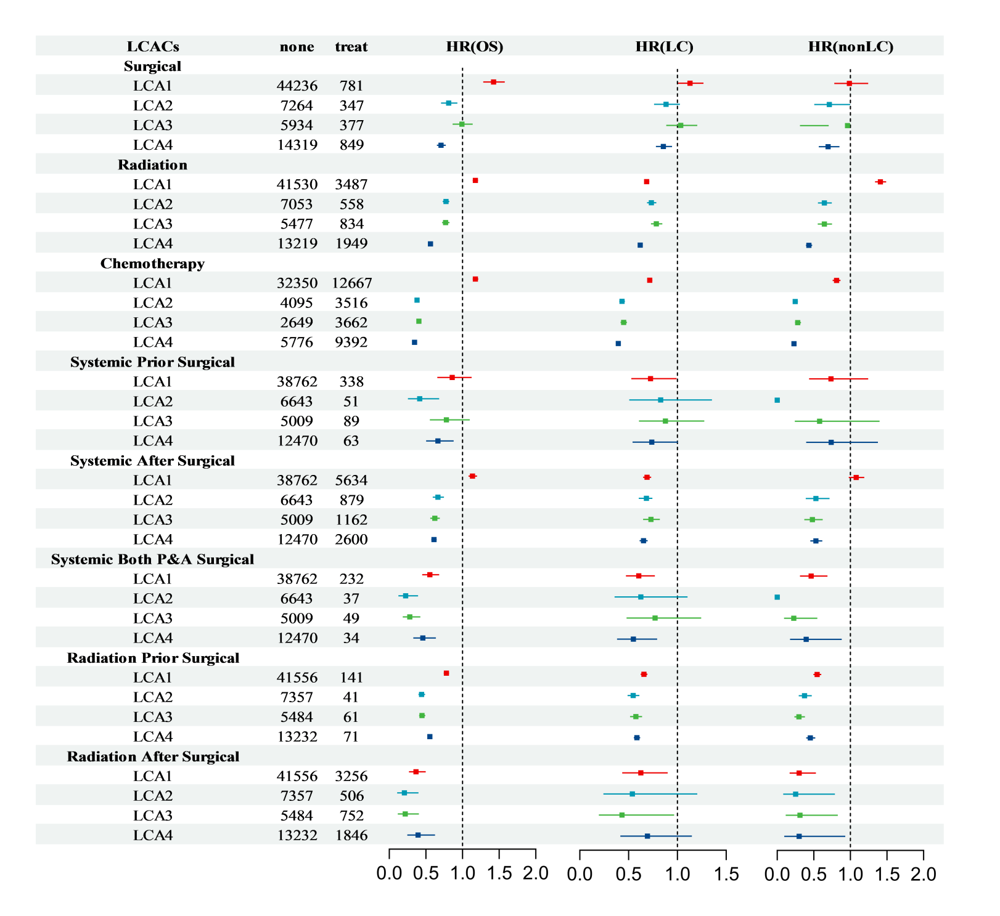 LCACs none treat HR(OS) HR(LC) HR(nonLC)
Surgical
LCA1 44236 781
LCA2 7264 347
LCA3 5934 377
LCA4 14319 849
Radiation
LCA1 41530 3487
LCA2 7053 558
LCA3 5477 834
LCA4 13219 1949
Chemotherapy
LCA1 32350 12667
LCA2 4095 3516
LCA3 2649 3662
LCA4 5776 9392
Systemic Prior Surgical
LCA1 38762 338
LCA2 6643 51
LCA3 5009 89
LCA4 12470 63
Systemic After Surgical
LCA1 38762 5634
LCA2 6643 879
LCA3 5009 1162
LCA4 12470 2600
Systemic Both P&A Surgical
LCA1 38762 232
LCA2 6643 37
LCA3 5009 49
LCA4 12470 34
Radiation Prior Surgical
LCA1 41556 141
LCA2 7357 41
LCA3 5484 61
LCA4 13232 71
Radiation After Surgical
LCA1 41556 3256
LCA2 7357 506
LCA3 5484 752
LCA4 13232 1846
0.0 0.5 1.0 1.5 2.0 0.0 0.5 1.0 1.5 0.0 0.5 1.0 1.5 2.0